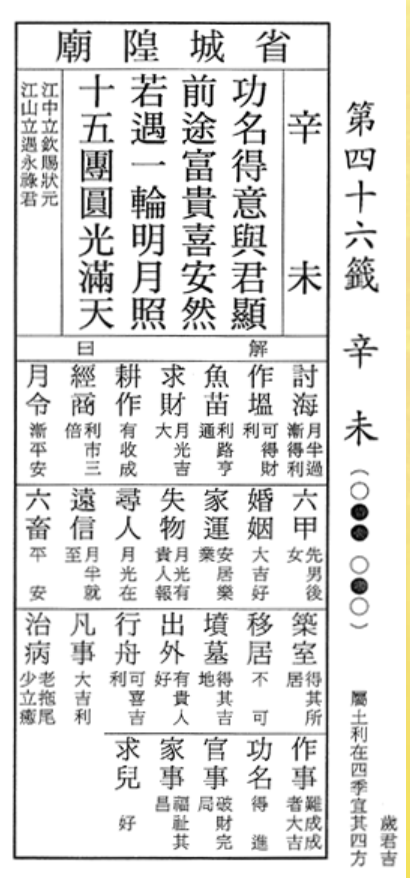 第四十六籤 辛未 (○●● ○●○) 屬土利在四季宜其四方
歲君吉
省城隍廟
辛未
功名得意與君顯
前途富貴喜安然
若遇一輪明月照
十五團圓光滿天
江中立欽賜狀元
江山立遇永祿君
解曰
討海 月半過漸得利
作塭 可得財利
魚苗 利路亨通
求財 月光吉大
耕作 有收成
經商 利市三倍
月令 漸平安
六甲 先男後女
婚姻 大吉好
家運 安居樂業
失物 月光有貴人報
尋人 月光在
遠信 月半就至
六畜 平安
築室 得其所居
移居 不可
墳墓 得其吉地
出外 有貴人好
行舟 可喜吉利
凡事 大吉利
治病 老拖尾少立癒
作事 難成成者大吉
功名 得進
官事 破財完局
家事 福祉其昌
求兒 好